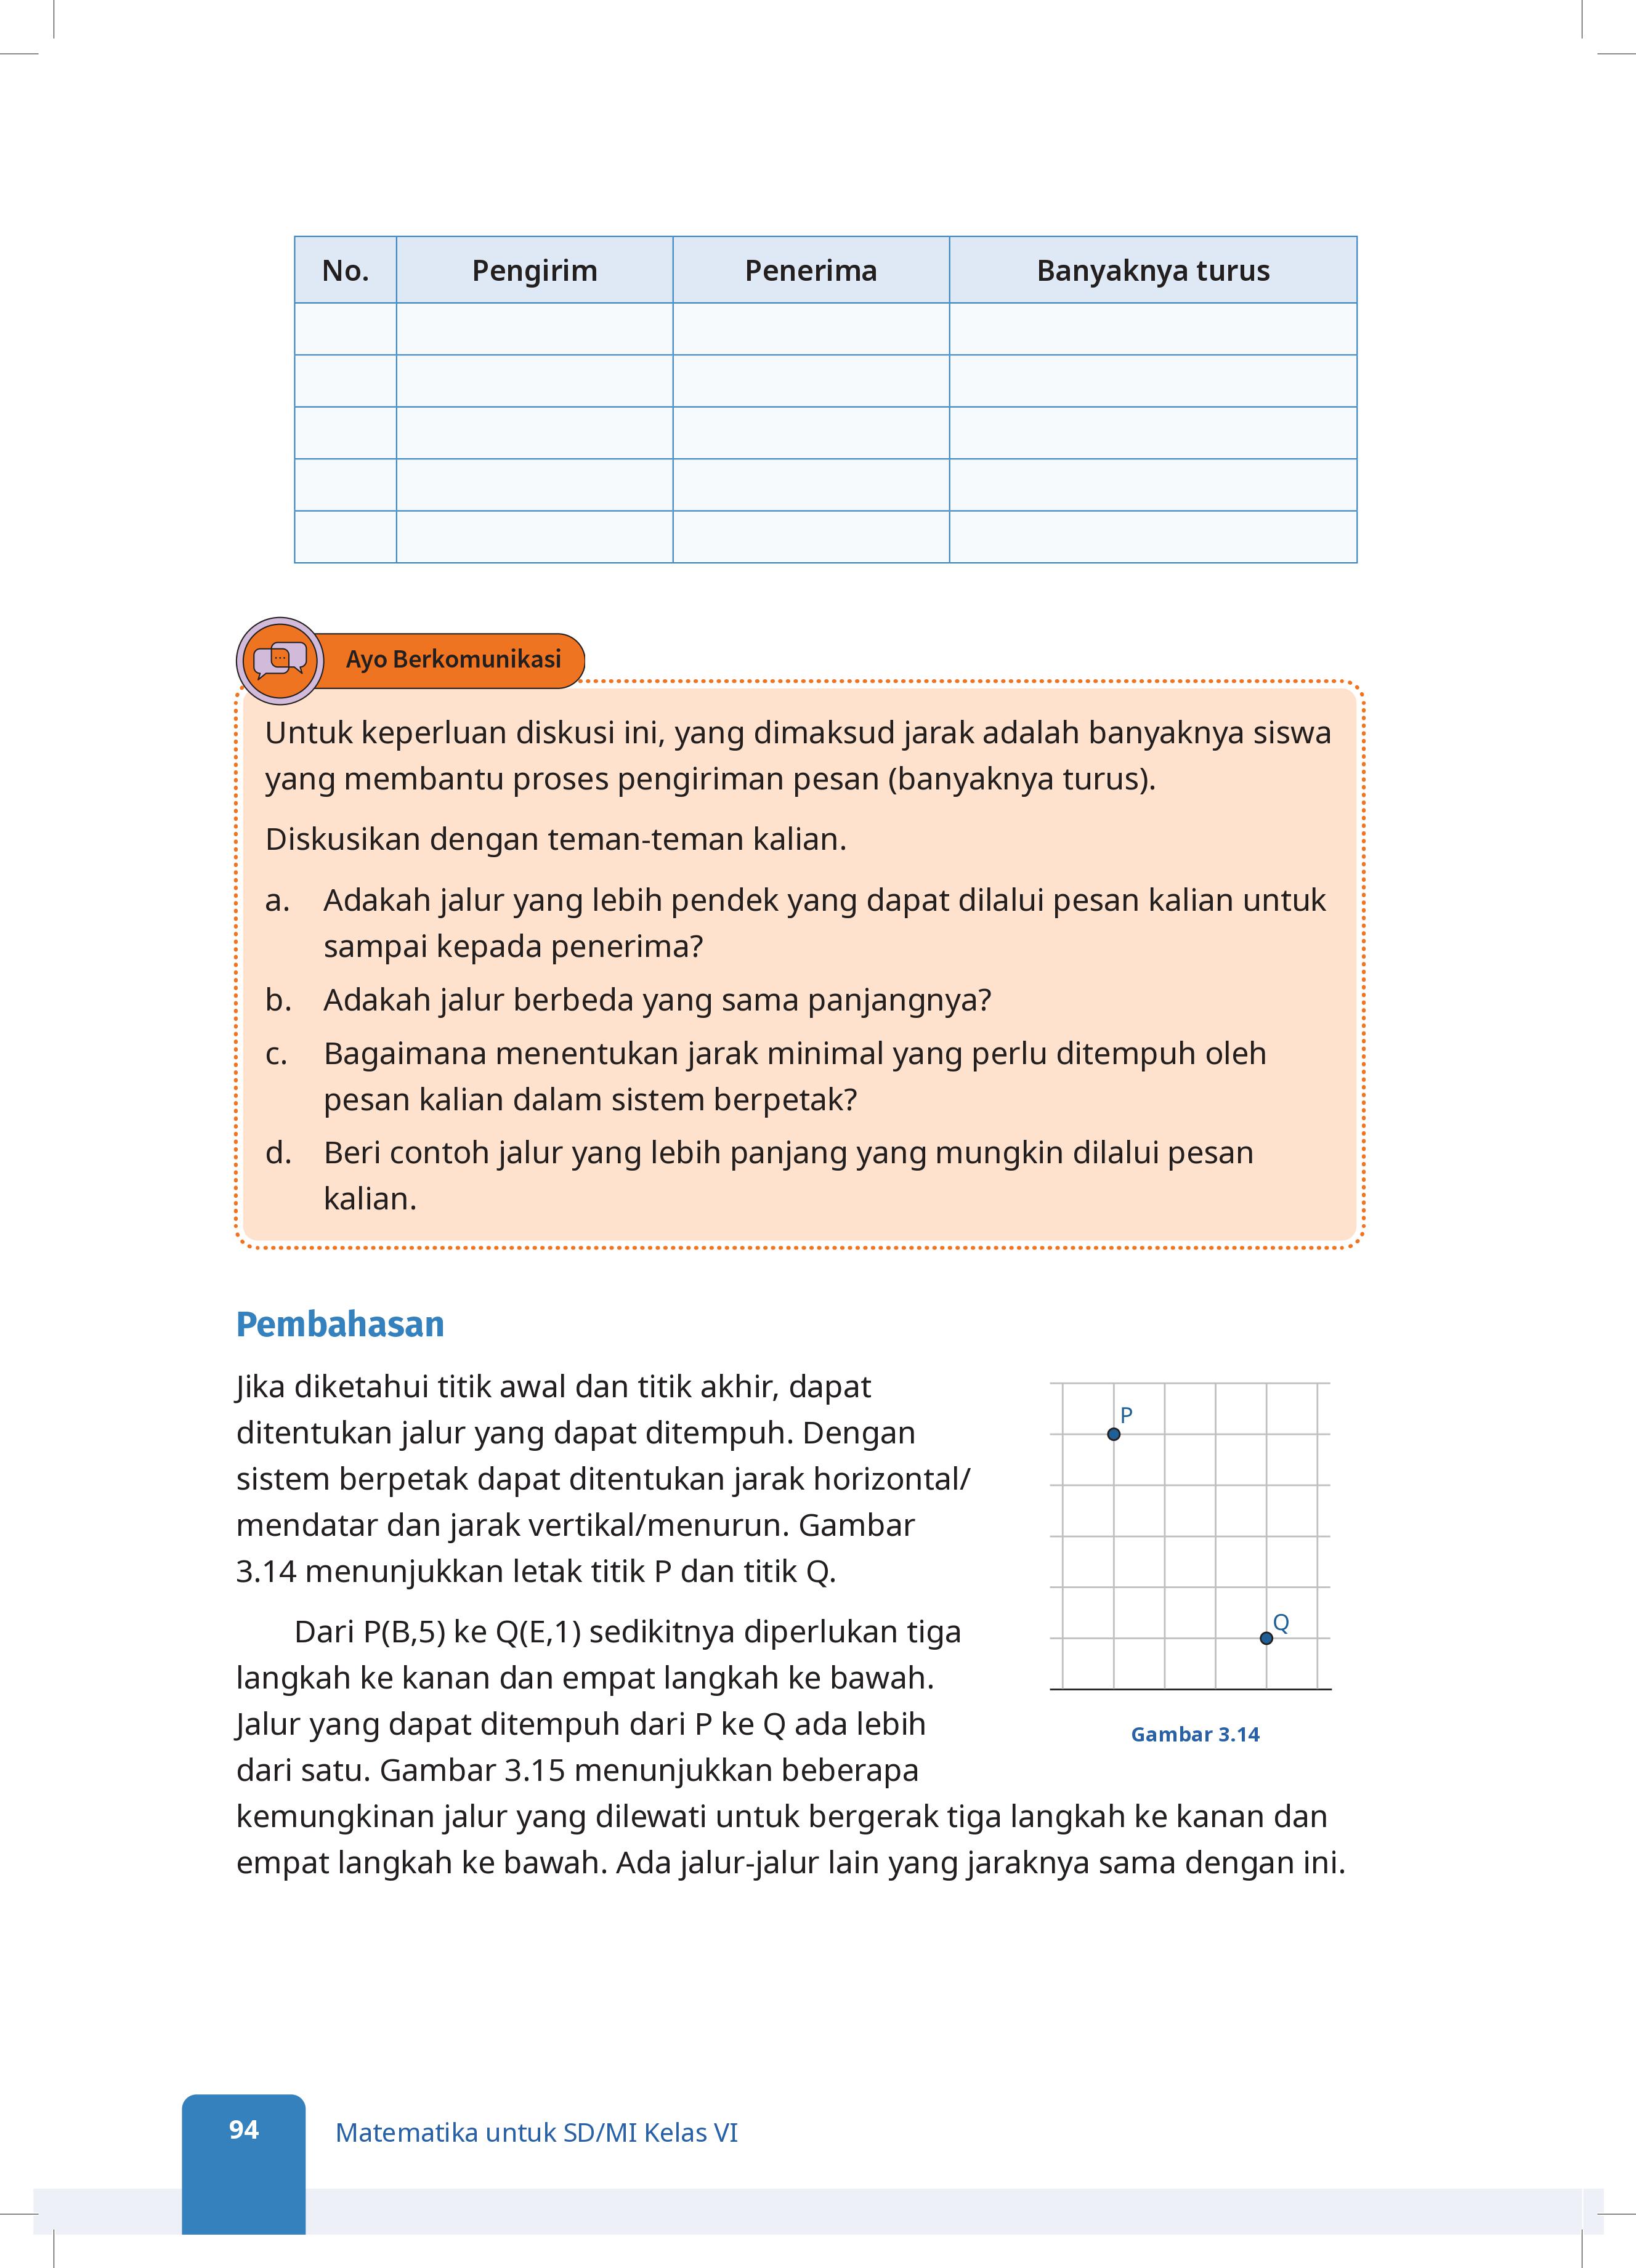 No. Pengirim Penerima Banyaknya turus
Ayo Berkomunikasi
Untuk keperluan diskusi ini, yang dimaksud jarak adalah banyaknya siswa
yang membantu proses pengiriman pesan (banyaknya turus).
Diskusikan dengan teman-teman kalian.
a. Adakah jalur yang lebih pendek yang dapat dilalui pesan kalian untuk
sampai kepada penerima?
b. Adakah jalur berbeda yang sama panjangnya?
c. Bagaimana menentukan jarak minimal yang perlu ditempuh oleh
pesan kalian dalam sistem berpetak?
d. Beri contoh jalur yang lebih panjang yang mungkin dilalui pesan
kalian.
Pembahasan
Jika diketahui titik awal dan titik akhir, dapat
ditentukan jalur yang dapat ditempuh. Dengan
sistem berpetak dapat ditentukan jarak horizontal/
mendatar dan jarak vertikal/menurun. Gambar
3.14 menunjukkan letak titik P dan titik Q.
Dari P(B,5) ke Q(E,1) sedikitnya diperlukan tiga
langkah ke kanan dan empat langkah ke bawah.
Jalur yang dapat ditempuh dari P ke Q ada lebih
dari satu. Gambar 3.15 menunjukkan beberapa
kemungkinan jalur yang dilewati untuk bergerak tiga langkah ke kanan dan
empat langkah ke bawah. Ada jalur-jalur lain yang jaraknya sama dengan ini.
P
Q
Gambar 3.14
94 Matematika untuk SD/MI Kelas VI